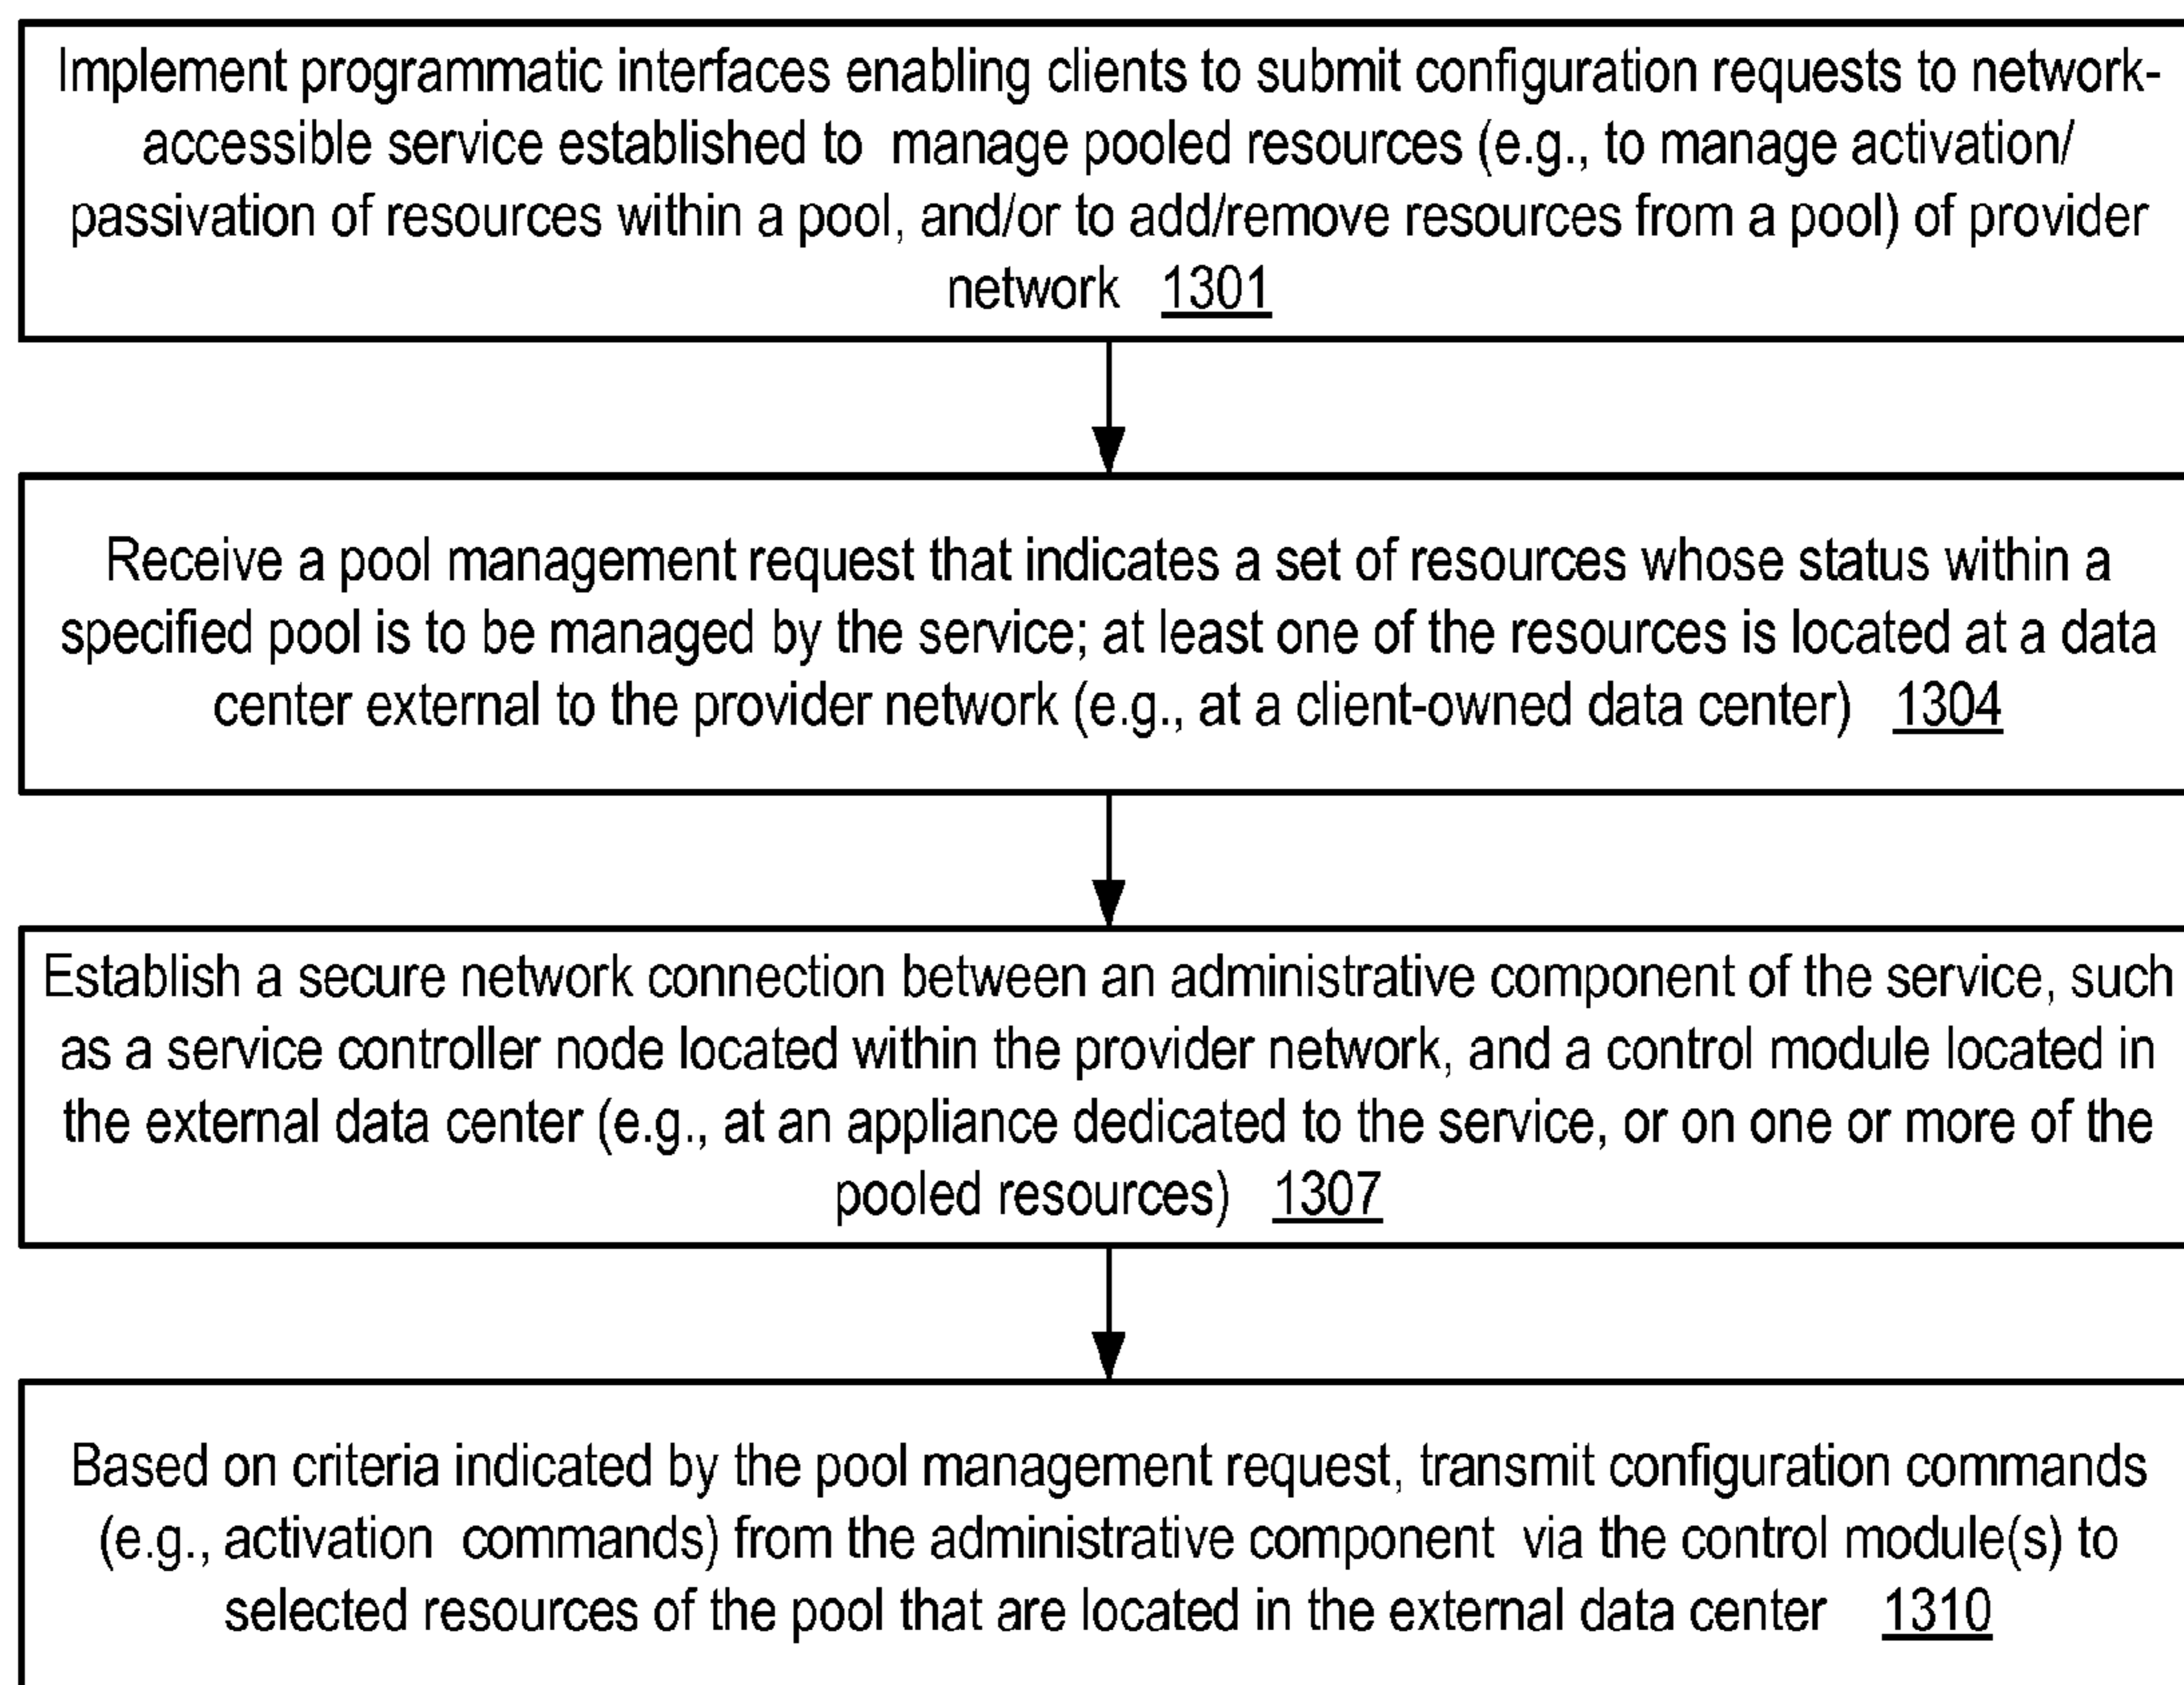 Implement programmatic interfaces enabling clients to submit configuration requests to network-
accessible service established to manage pooled resources (e.g., to manage activation/
passivation of resources within a pool, and/or to add/remove resources from a pool) of provider
network 1301
Receive a pool management request that indicates a set of resources whose status within a
specified pool is to be managed by the service; at least one of the resources is located at a data
center external to the provider network (e.g., at a client-owned data center) 1304
Establish a secure network connection between an administrative component of the service, such
as a service controller node located within the provider network, and a control module located in
the external data center (e.g., at an appliance dedicated to the service, or on one or more of the
pooled resources) 1307
Based on criteria indicated by the pool management request, transmit configuration commands
(e.g., activation commands) from the administrative component via the control module(s) to
selected resources of the pool that are located in the external data center 1310